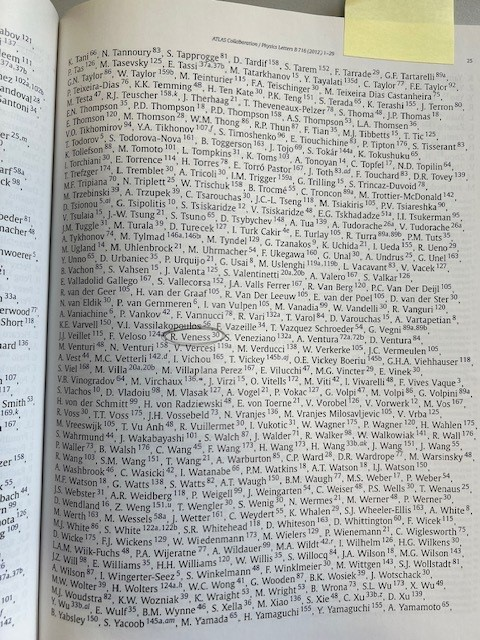 abov 121
137
hez 1022
ndoval 28
antoni 34
oeder 81
nmacher 48
nwoerer 5
33a
erwood 77
Short 118
136
107
Smith 53
169,k
107
144
ATLAS Collaboration / Physics Letters B 716 (2012) 1–29
25
K. Tari 66, N. Tannoury 83, S. Tapprogge 81, D. Tardif 158, S. Tarem 152, F. Tarrade 29, G.F. Tartarelli 89a,
P. Tas 126, M. Tasevsky 125, E. Tassi 37a,37b, M. Tatarkhanov 15, Y. Tayalati 135d, C. Taylor 77, F.E. Taylor 92,
G.N. Taylor 86, W. Taylor 159b, M. Teinturier 115, F.A. Teischinger 30, M. Teixeira Dias Castanheira 75,
P. Teixeira-Dias 76, K.K. Temming 48, H. Ten Kate 30, P.K. Teng 151, S. Terada 65, K. Terashi 155, J. Terron 80,
M. Testa 47, R.J. Teuscher 158,k, J. Therhaag 21, T. Theveneaux-Pelzer 78, S. Thoma 48, J.P. Thomas 18,
E.N. Thompson 35, P.D. Thompson 18, P.D. Thompson 158, A.S. Thompson 53, L.A. Thomsen 36,
E. Thomson 120, M. Thomson 28, W.M. Thong 86, R.P. Thun 87, F. Tian 35, M.J. Tibbetts 15, T. Tic 125,
V.O. Tikhomirov 94, Y.A. Tikhonov 107,f, S. Timoshenko 96, E. Tiouchichine 83, P. Tipton 176, S. Tisserant 83,
T. Todorov 5, S. Todorova-Nova 161, B. Toggerson 163, J. Tojo 69, S. Tokár 144a, K. Tokushuku 65,
K. Tollefson 88, M. Tomoto 101, L. Tompkins 31, K. Toms 103, A. Tonoyan 14, C. Topfel 17, N.D. Topilin 64,
I. Torchiani 30, E. Torrence 114, H. Torres 78, E. Torró Pastor 167, J. Toth 83,af, F. Touchard 83, D.R. Tovey 139,
T. Trefzger 174, L. Tremblet 30, A. Tricoli 30, I.M. Trigger 159a, G. Trilling 15, S. Trincaz-Duvoid 78,
M.F. Tripiana 70, N. Triplett 25, W. Trischuk 158, B. Trocmé 55, C. Troncon 89a, M. Trottier-McDonald 142,
M. Trzebinski 39, A. Trzupek 39, C. Tsarouchas 30, J.C.-L. Tseng 118, M. Tsiakiris 105, P.V. Tsiareshka 90,
D. Tsionou 5, G. Tsipolitis 10, S. Tsiskaridze 12, V. Tsiskaridze 48, E.G. Tskhadadze 51a, I.I. Tsukerman 95,
V. Tsulaia 15, J.-W. Tsung 21, S. Tsuno 65, D. Tsybychev 148, A. Tua 139, A. Tudorache 26a, V. Tudorache 26a,
J.M. Tuggle 31, M. Turala 39, D. Turecek 127, I. Turk Cakir 4e, E. Turlay 105, R. Turra 89a,89b, P.M. Tuts 35,
A. Tykhonov 74, M. Tylmad 146a,146b, M. Tyndel 129, G. Tzanakos 9, K. Uchida 21, I. Ueda 155, R. Ueno 29,
M. Ugland 14, M. Uhlenbrock 21, M. Uhrmacher 54, F. Ukegawa 160, G. Unal 30, A. Undrus 25, G. Unel 163,
Y. Unno 65, D. Urbaniec 35, P. Urquijo 21, G. Usai 8, M. Uslenghi 119a,119b, L. Vacavant 83, V. Vacek 127,
B. Vachon 85, S. Vahsen 15, J. Valenta 125, S. Valentinetti 20a,20b, A. Valero 167, S. Valkar 126,
E. Valladolid Gallego 167, S. Vallecorsa 152, J.A. Valls Ferrer 167, R. Van Berg 120, P.C. Van Der Deijl 105,
R. van der Geer 105, H. van der Graaf 105, R. Van Der Leeuw 105, E. van der Poel 105, D. van der Ster 30,
N. van Eldik 30, P. van Gemmeren 6, I. van Vulpen 105, M. Vanadia 99, W. Vandelli 30, R. Vanguri 120,
A. Vaniachine 6, P. Vankov 42, F. Vannucci 78, R. Vari 132a, T. Varol 84, D. Varouchas 15, A. Vartapetian 8,
K.E. Varvell 150, V.I. Vassilakopoulos 56, F. Vazeille 34, T. Vazquez Schroeder 54, G. Vegni 89a,89b,
J.J. Veillet 115, F. Veloso 124a, R. Veness 30, S. Veneziano 132a, A. Ventura 72a,72b, D. Ventura 84,
M. Venturi 48, N. Venturi 158, V. Vercesi 119a, M. Verducci 138, W. Verkerke 105, J.C. Vermeulen 105,
A. Vest 44, M.C. Vetterli 142,d, I. Vichou 165, T. Vickey 145b, O.E. Vickey Boeriu 145b, G.H.A. Viehhauser 118,
S. Viel 168, M. Villa 20a,20b, M. Villaplana Perez 167, E. Vilucchi 47, M.G. Vincter 29, E. Vinek 30,
V.B. Vinogradov 64, M. Virchaux 136,*, J. Virzi 15, O. Vitells 172, M. Viti 42, I. Vivarelli 48, F. Vives Vaque 3,
S. Vlachos 10, D. Vladoiu 98, M. Vlasak 127, A. Vogel 21, P. Vokac 127, G. Volpi 47, M. Volpi 86, G. Volpini 89a,
H. von der Schmitt 99, H. von Radziewski 48, E. von Toerne 21, V. Vorobel 126, V. Vorwerk 12, M. Vos 167,
R. Voss 30, T.T. Voss 175, J.H. Vossebeld 73, N. Vranjes 136, M. Vranjes Milosavljevic 105, V. Vrba 125,
M. Vreeswijk 105, T. Vu Anh 48, R. Vuillermet 30, I. Vukotic 31, W. Wagner 175, P. Wagner 120, H. Wahlen 175,
S. Wahrmund 44, J. Wakabayashi 101, S. Walch 87, J. Walder 71, R. Walker 98, W. Walkowiak 141, R. Wall 176,
P. Waller 73, B. Walsh 176, C. Wang 45, F. Wang 173, H. Wang 173, H. Wang 33b, J. Wang 151, J. Wang 55,
R. Wang 103, S.M. Wang 151, T. Wang 21, A. Warburton 85, C.P. Ward 28, D.R. Wardrope 77, M. Warsinsky 48,
A. Washbrook 46, C. Wasicki 42, I. Watanabe 66, P.M. Watkins 18, A.T. Watson 18, I.J. Watson 150,
M.F. Watson 18, G. Watts 138, S. Watts 82, A.T. Waugh 150, B.M. Waugh 77, M.S. Weber 17, P. Weber 54,
J.S. Webster 31, A.R. Weidberg 118, P. Weigell 99, J. Weingarten 54, C. Weiser 48, P.S. Wells 30, T. Wenaus 25,
D. Wendland 16, Z. Weng 151, T. Wengler 30, S. Wenig 30, N. Wermes 21, M. Werner 48, P. Werner 30,
M. Werth 163, M. Wessels 58a, J. Wetter 161, C. Weydert 55, K. Whalen 29, S.J. Wheeler-Ellis 163, A. White 8,
M.J. White 86, S. White 122a,122b, S.R. Whitehead 118, D. Whiteson 163, D. Whittington 60, F. Wicek 115,
D. Wicke 175, F.J. Wickens 129, W. Wiedenmann 173, M. Wielers 129, P. Wienemann 21, C. Wiglesworth 75,
L.A.M. Wiik-Fuchs 48, P.A. Wijeratne 77, A. Wildauer 99, M.A. Wildt 42, I. Wilhelm 126, H.G. Wilkens 30,
J.Z. Will 98, E. Williams 35, H.H. Williams 120, W. Willis 35, S. Willocq 84, J.A. Wilson 18, M.G. Wilson 143,
A. Wilson 87, I. Wingerter-Seez 5, S. Winkelmann 48, F. Winklmeier 30, M. Wittgen 143, S.J. Wollstadt 81,
M.W. Wolter 39, H. Wolters 124a, W.C. Wong 41, G. Wooden 87, B.K. Wosiek 39, J. Wotschack 30,
M.J. Woudstra 82, K.W. Wozniak 39, K. Wraight 53, M. Wright 53, B. Wrona 73, S.L. Wu 173, X. Wu 49,
Y. Wu 33b, E. Wulf 35, B.M. Wynne 46, S. Xella 36, M. Xiao 136, S. Xie 48, C. Xu 33b, D. Xu 139,
B. Yabsley 150, S. Yacoob 145a, M. Yamada 65, H. Yamaguchi 155, Y. Yamaguchi 155, A. Yamamoto 65,